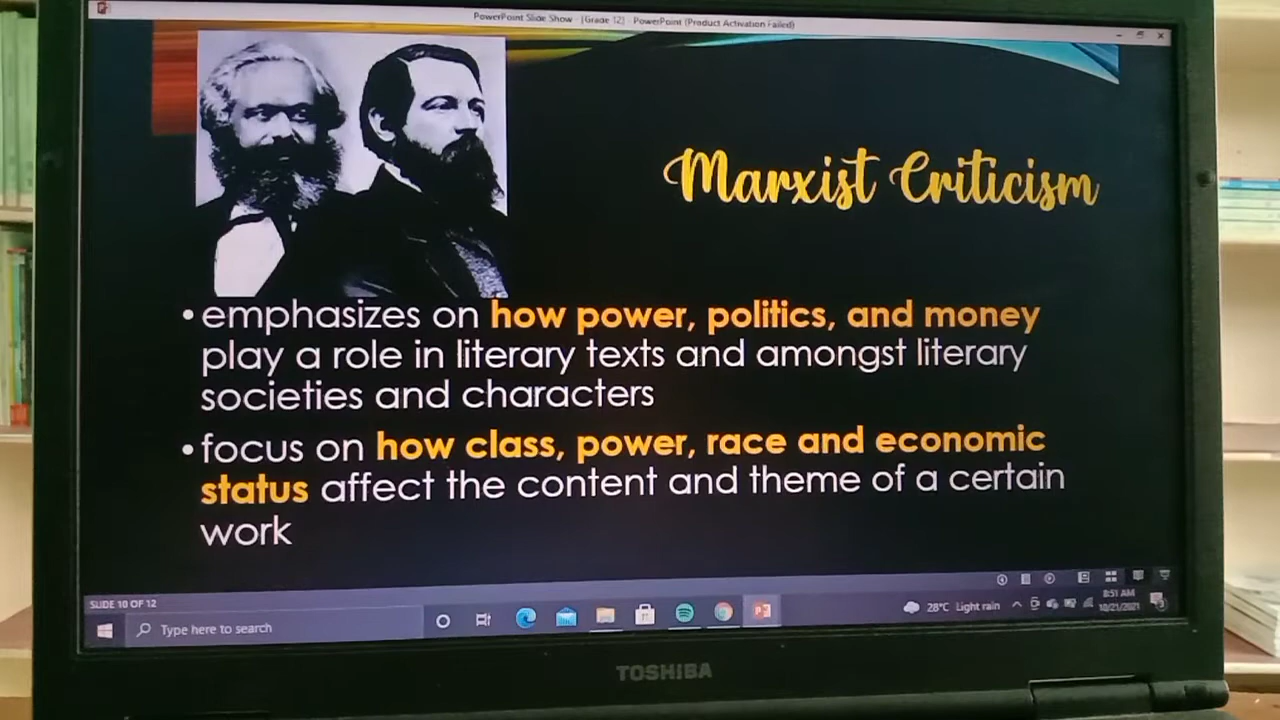 PowerPoint Slide Show - [Grade 12] - PowerPoint (Product Activation Failed)
Marxist Criticism
• emphasizes on how power, politics, and money
play a role in literary texts and amongst literary
societies and characters
• focus on how class, power, race and economic
status affect the content and theme of a certain
work
SLIDE 10 OF 12
Type here to search
28°C Light rain
8:51 AM
10/21/2021
TOSHIBA